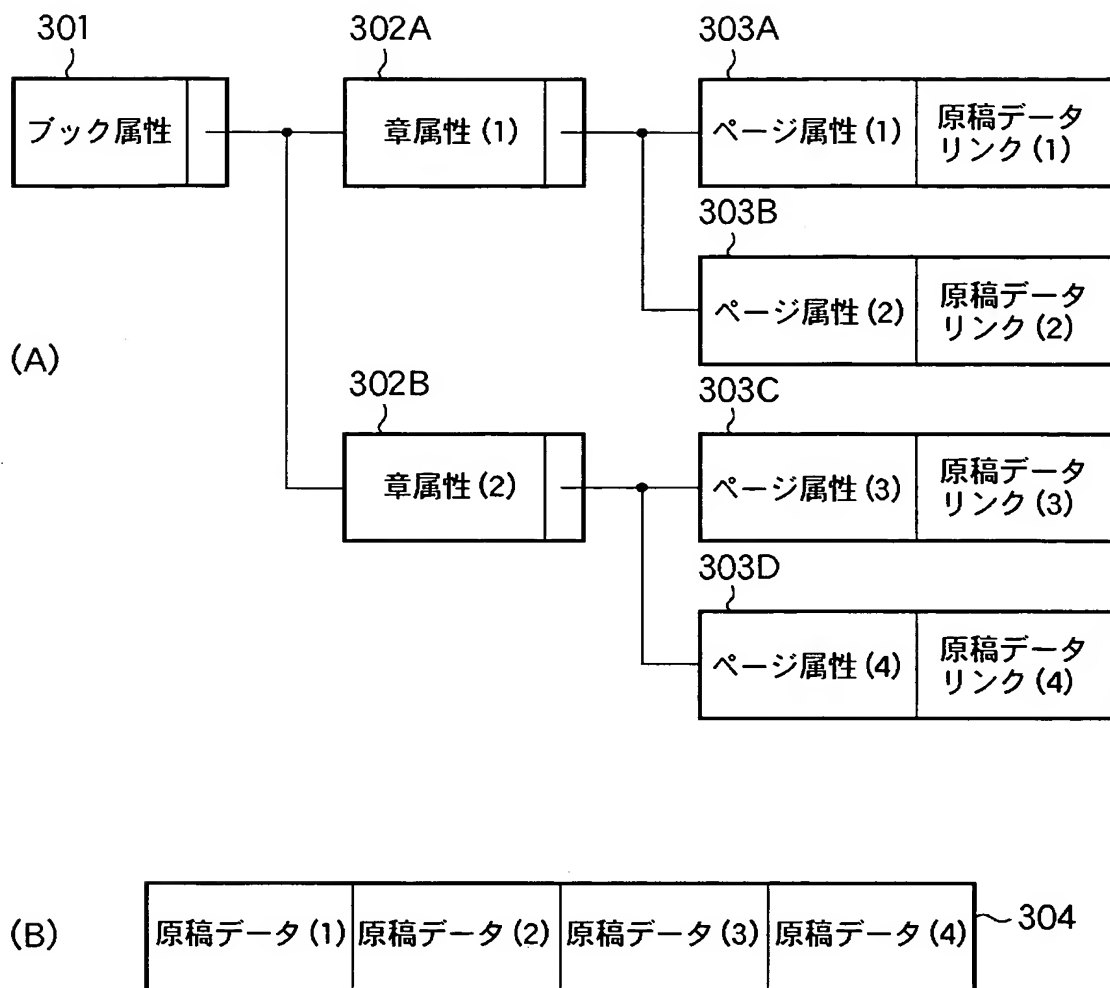 301
302A
303A
ブック属性
章属性(1)
ページ属性(1)
原稿データ
リンク(1)
303B
ページ属性(2)
原稿データ
リンク(2)
(A)
302B
303C
章属性(2)
ページ属性(3)
原稿データ
リンク(3)
303D
ページ属性(4)
原稿データ
リンク(4)
(B)
原稿データ(1)
原稿データ(2)
原稿データ(3)
原稿データ(4)
304